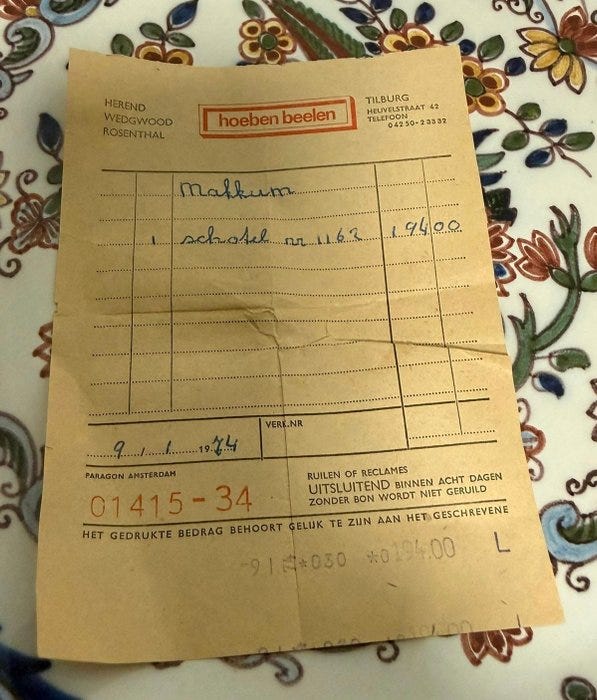 HEREND
WEDGWOOD
ROSENTHAL
hoeben beelen
TILBURG
HEUVELSTRAAT 42
TELEFOON
04250-23332
Makkum
1 schotel nr 1162 194 00
9 / 1 1974
VERK.NR
PARAGON AMSTERDAM
01415-34
RUILEN OF RECLAMES
UITSLUITEND BINNEN ACHT DAGEN
ZONDER BON WORDT NIET GERUILD
HET GEDRUKTE BEDRAG BEHOORT GELIJK TE ZIJN AAN HET GESCHREVENE
*030 *0194.00 L